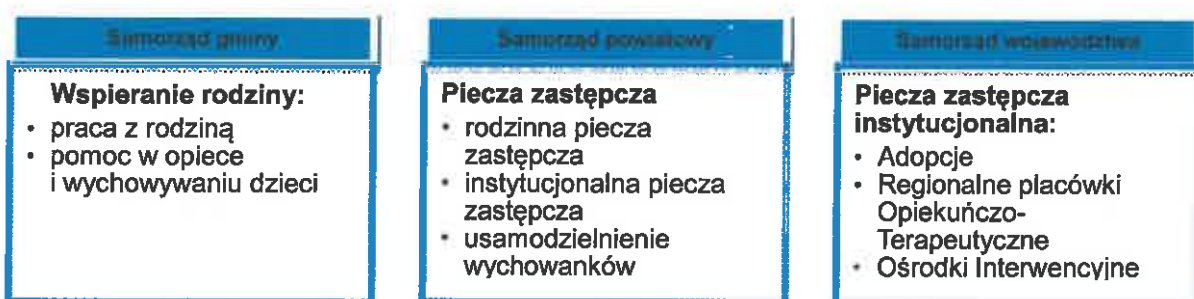 Samorząd gminy
Wspieranie rodziny:
• praca z rodziną
• pomoc w opiece
i wychowywaniu dzieci
Samorząd powiatowy
Piecza zastępcza
• rodzinna piecza
zastępcza
• instytucjonalna piecza
zastępcza
• usamodzielnienie
wychowanków
Samorząd województwa
Piecza zastępcza
instytucjonalna:
• Adopcje
• Regionalne placówki
Opiekuńczo-
Terapeutyczne
• Ośrodki Interwencyjne